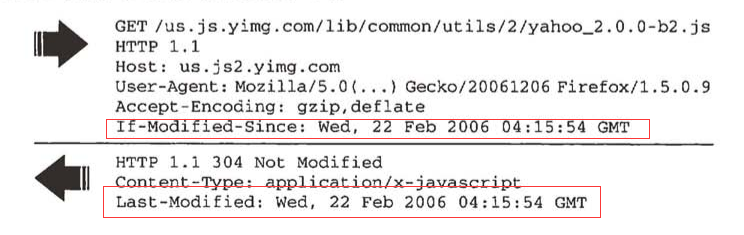 GET /us.js.yimg.com/lib/common/utils/2/yahoo_2.0.0-b2.js
HTTP 1.1
Host: us.js2.yimg.com
User-Agent: Mozilla/5.0(...) Gecko/20061206 Firefox/1.5.0.9
Accept-Encoding: gzip,deflate
If-Modified-Since: Wed, 22 Feb 2006 04:15:54 GMT
HTTP 1.1 304 Not Modified
Content-Type: application/x-javascript
Last-Modified: Wed, 22 Feb 2006 04:15:54 GMT